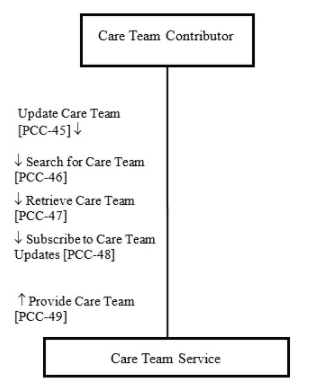 Care Team Contributor
Update Care Team
[PCC-45] ↓
↓ Search for Care Team
[PCC-46]
↓ Retrieve Care Team
[PCC-47]
↓ Subscribe to Care Team
Updates [PCC-48]
↑ Provide Care Team
[PCC-49]
Care Team Service